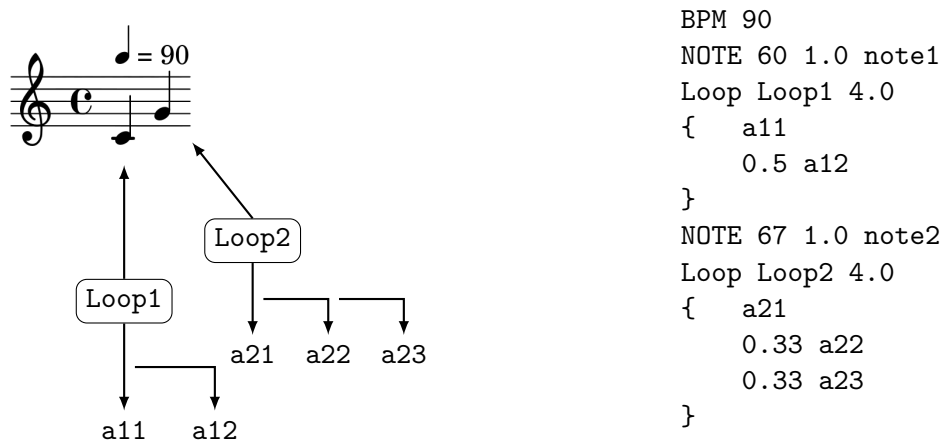 = 90
Loop2
Loop1
a21 a22 a23
a11 a12
BPM 90
NOTE 60 1.0 note1
Loop Loop1 4.0
{ a11
0.5 a12
}
NOTE 67 1.0 note2
Loop Loop2 4.0
{ a21
0.33 a22
0.33 a23
}